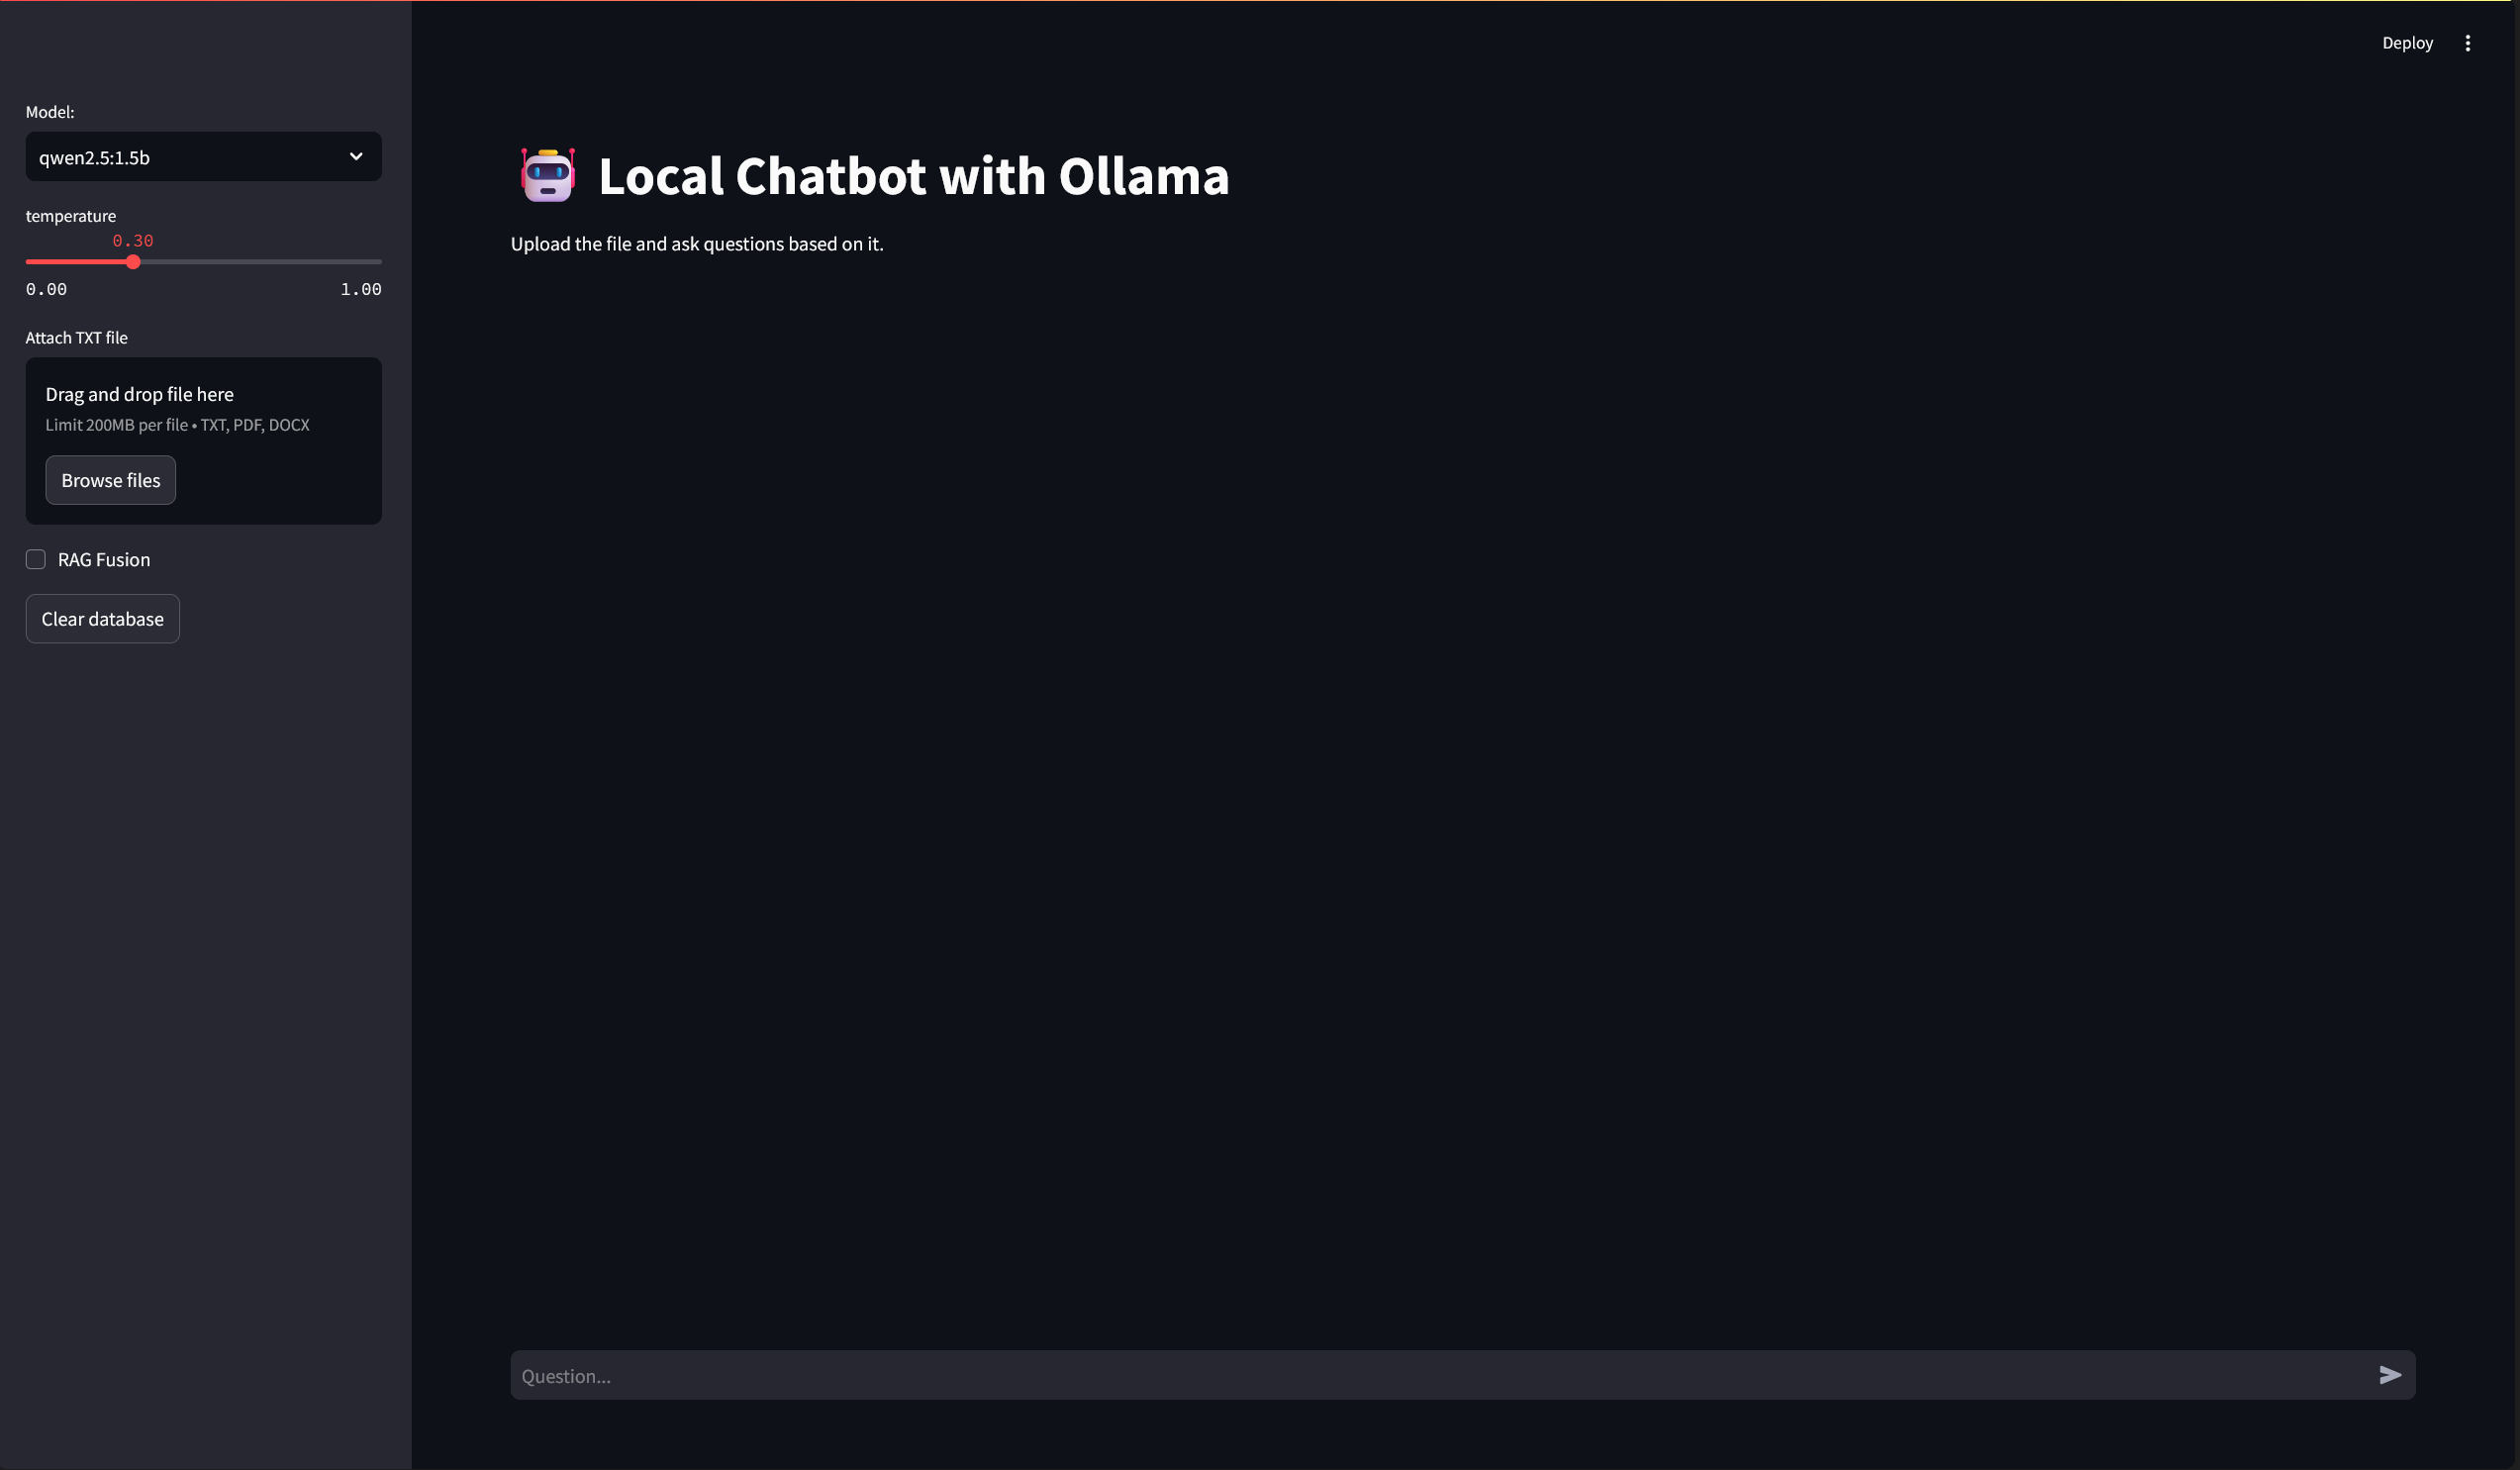 Deploy
Model:
qwen2.5:1.5b
temperature
0.30
0.00 1.00
Attach TXT file
Drag and drop file here
Limit 200MB per file • TXT, PDF, DOCX
Browse files
RAG Fusion
Clear database
Local Chatbot with Ollama
Upload the file and ask questions based on it.
Question...